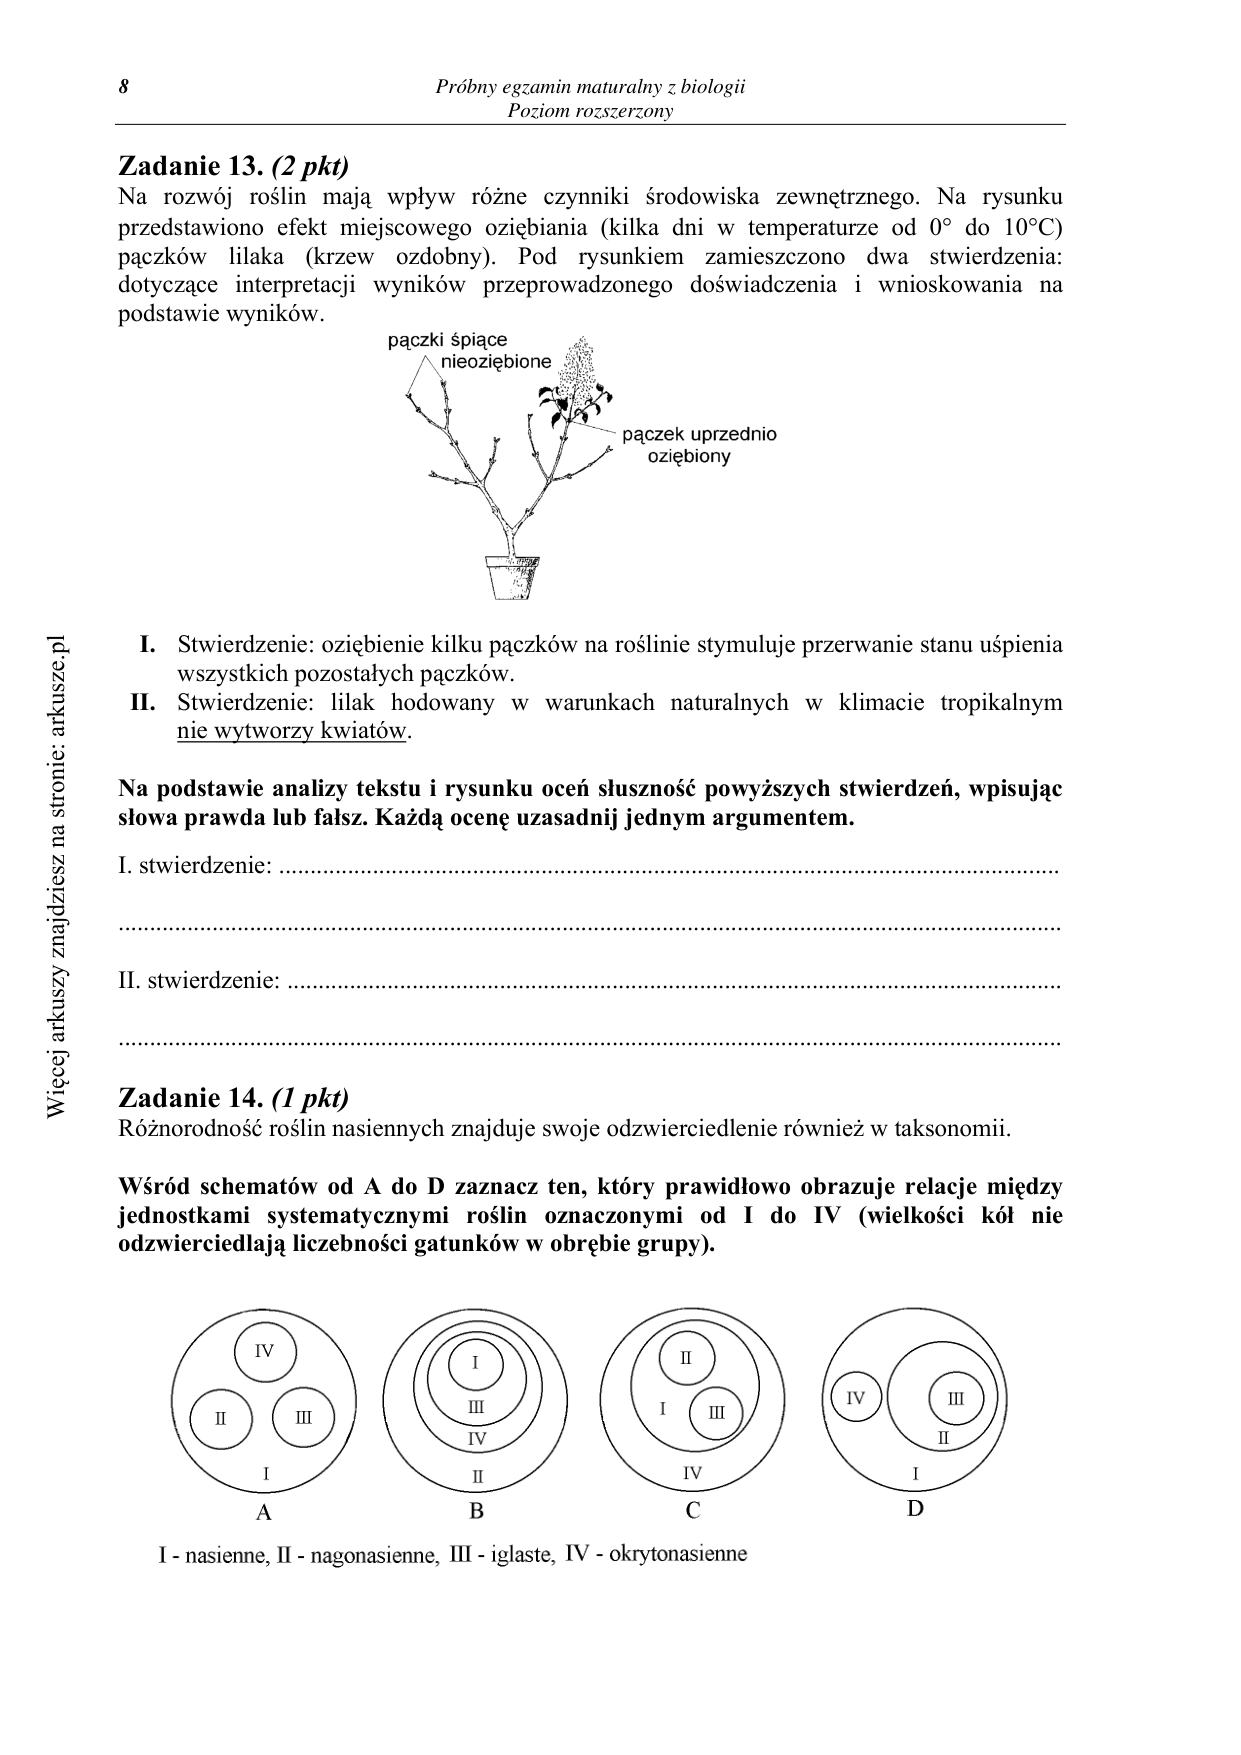 8
Próbny egzamin maturalny z biologii
Poziom rozszerzony
Zadanie 13. (2 pkt)
Na rozwój roślin mają wpływ różne czynniki środowiska zewnętrznego. Na rysunku
przedstawiono efekt miejscowego oziębiania (kilka dni w temperaturze od 0° do 10°C)
pączków lilaka (krzew ozdobny). Pod rysunkiem zamieszczono dwa stwierdzenia:
dotyczące interpretacji wyników przeprowadzonego doświadczenia i wnioskowania na
podstawie wyników.
pączki śpiące
nieoziębione
pączek uprzednio
oziębiony
I. Stwierdzenie: oziębienie kilku pączków na roślinie stymuluje przerwanie stanu uśpienia
wszystkich pozostałych pączków.
II. Stwierdzenie: lilak hodowany w warunkach naturalnych w klimacie tropikalnym
nie wytworzy kwiatów.
Na podstawie analizy tekstu i rysunku oceń słuszność powyższych stwierdzeń, wpisując
słowa prawda lub fałsz. Każdą ocenę uzasadnij jednym argumentem.
I. stwierdzenie: ..............................................................................................................................
.......................................................................................................................................................
II. stwierdzenie: ............................................................................................................................
.......................................................................................................................................................
Zadanie 14. (1 pkt)
Różnorodność roślin nasiennych znajduje swoje odzwierciedlenie również w taksonomii.
Wśród schematów od A do D zaznacz ten, który prawidłowo obrazuje relacje między
jednostkami systematycznymi roślin oznaczonymi od I do IV (wielkości kół nie
odzwierciedlają liczebności gatunków w obrębie grupy).
IV
II
III
I
A
I
III
IV
II
B
II
I
III
IV
C
IV
III
II
I
D
I - nasienne, II - nagonasienne, III - iglaste, IV - okrytonasienne
Więcej arkuszy znajdziesz na stronie: arkusze.pl